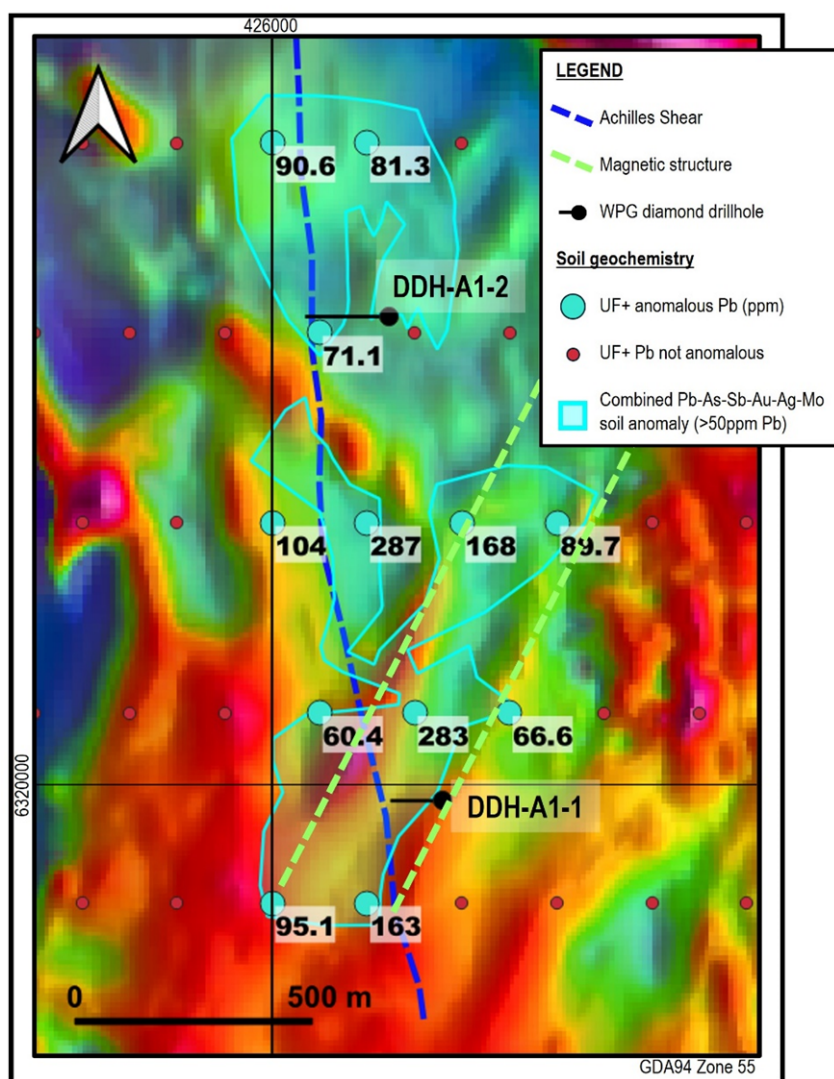 426000
LEGEND
Achilles Shear
Magnetic structure
WPG diamond drillhole
Soil geochemistry
UF+ anomalous Pb (ppm)
UF+ Pb not anomalous
Combined Pb-As-Sb-Au-Ag-Mo
soil anomaly (>50ppm Pb)
90.6
81.3
DDH-A1-2
71.1
104
287
168
89.7
60.4
283
66.6
6320000
DDH-A1-1
95.1
163
0
500 m
GDA94 Zone 55